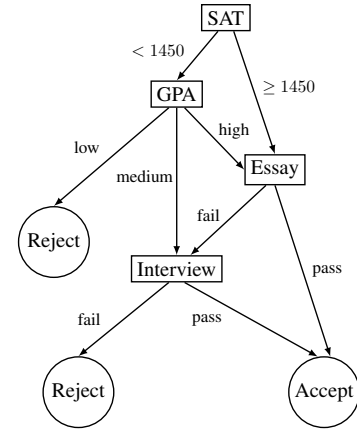 SAT
< 1450
≥ 1450
GPA
high
low
medium
Essay
fail
Reject
Interview
pass
fail
pass
Reject
Accept